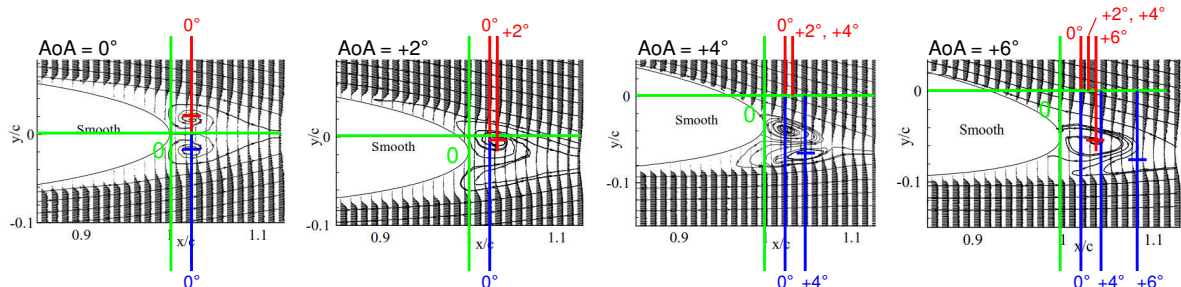 0°
AoA = 0°
y/c
0
-0.1
Smooth
0
0.9
1
x/c
1.1
0°
0°
+2°
AoA = +2°
y/c
0
-0.1
Smooth
0
0.9
x/c
1.1
0°
0°
+2°, +4°
AoA = +4°
y/c
0
-0.1
Smooth
0
0.9
1
x/c
1.1
0°
+4°
+2°, +4°
0°
+6°
AoA = +6°
y/c
0
-0.1
Smooth
0
0.9
1
x/c
1.1
0°
+4°
+6°